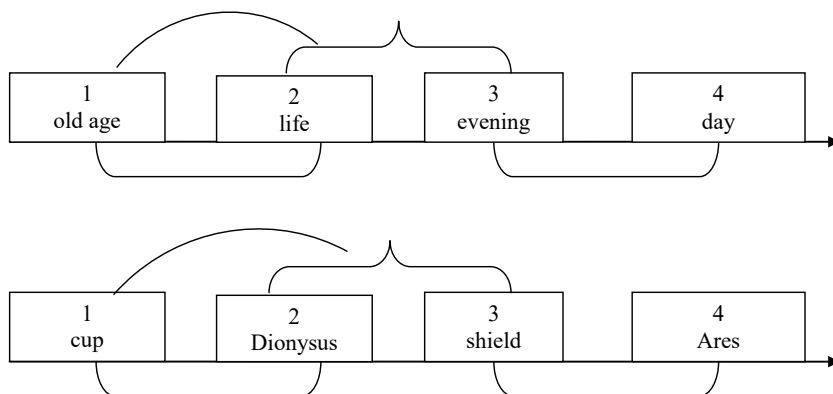 1 2 3 4
old age life evening day
1 2 3 4
cup Dionysus shield Ares